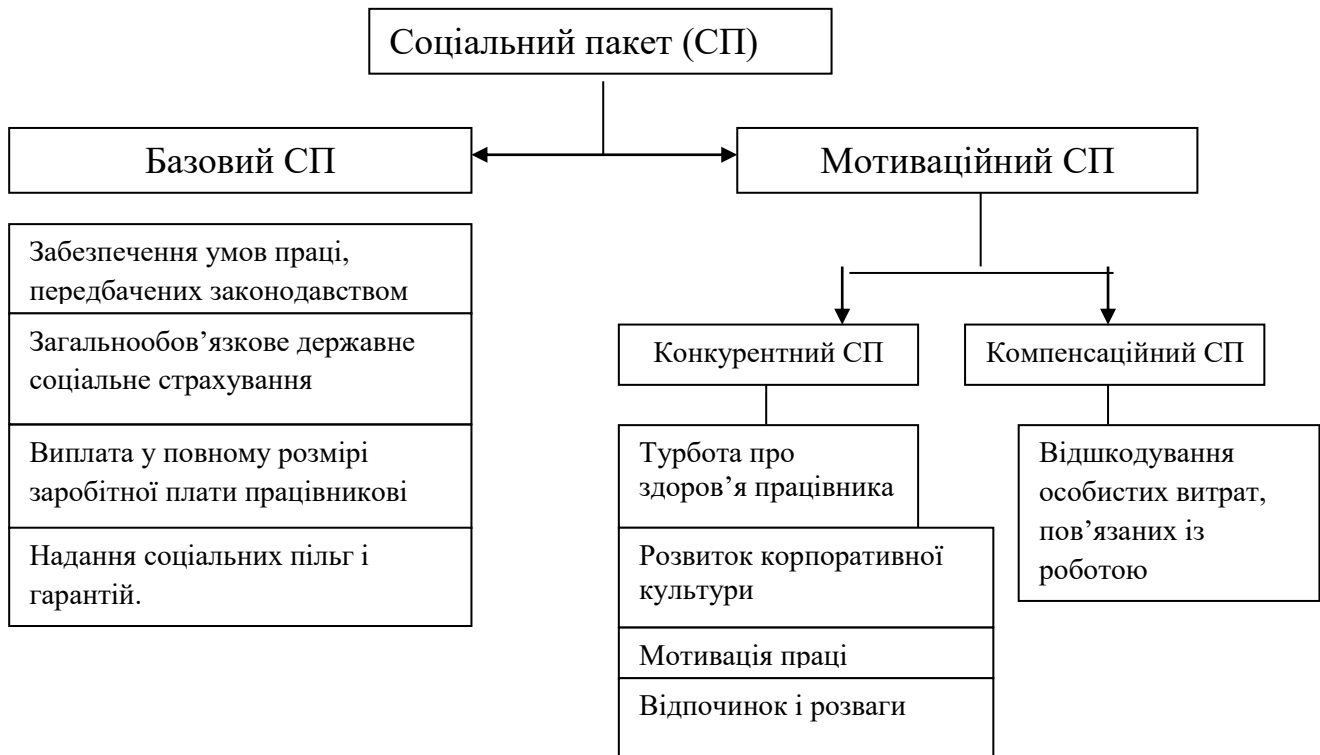 Соціальний пакет (СП)
Базовий СП
Мотиваційний СП
Забезпечення умов праці,
передбачених законодавством
Загальнообов’язкове державне
соціальне страхування
Виплата у повному розмірі
заробітної плати працівникові
Надання соціальних пільг і
гарантій.
Конкурентний СП
Турбота про
здоров’я працівника
Розвиток корпоративної
культури
Мотивація праці
Відпочинок і розваги
Компенсаційний СП
Відшкодування
особистих витрат,
пов’язаних із
роботою